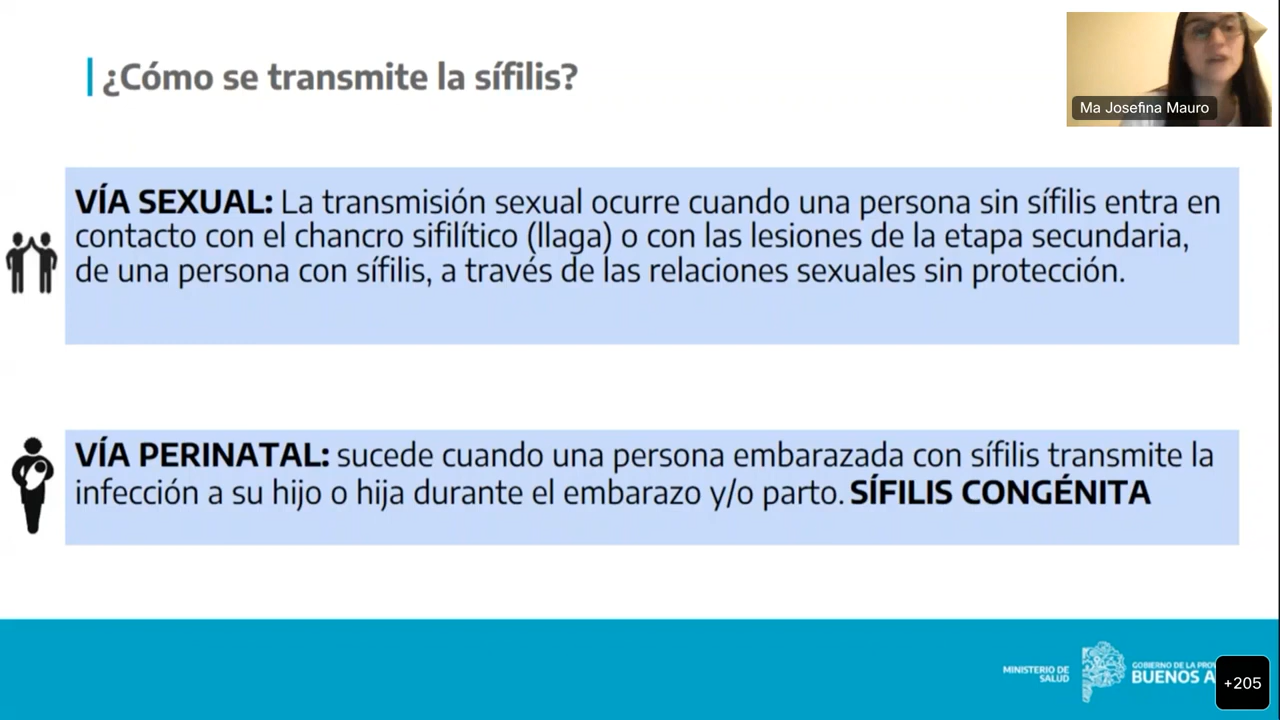 ¿Cómo se transmite la sífilis?
Ma Josefina Mauro
VÍA SEXUAL: La transmisión sexual ocurre cuando una persona sin sífilis entra en
contacto con el chancro sifilítico (llaga) o con las lesiones de la etapa secundaria,
de una persona con sífilis, a través de las relaciones sexuales sin protección.
VÍA PERINATAL: sucede cuando una persona embarazada con sífilis transmite la
infección a su hijo o hija durante el embarazo y/o parto. SÍFILIS CONGÉNITA
MINISTERIO DE
SALUD
GOBIERNO DE LA
BUENOS
+205